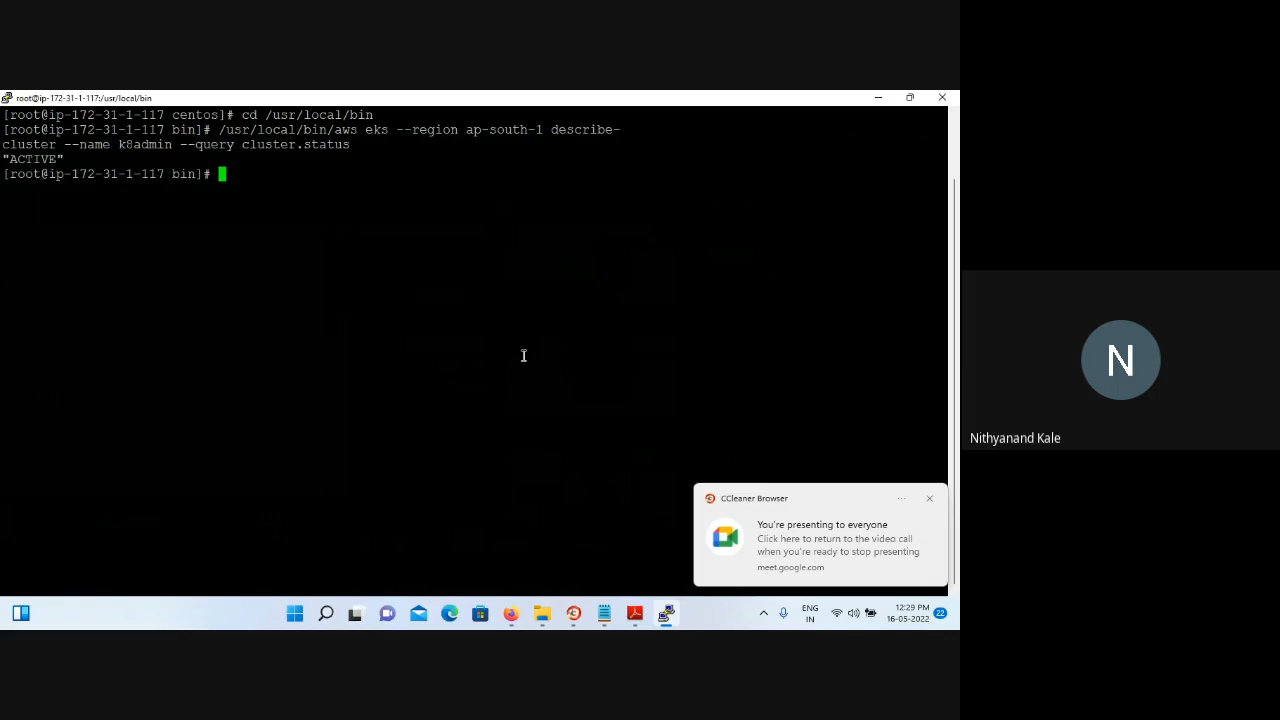 root@ip-172-31-1-117:/usr/local/bin
[root@ip-172-31-1-117 centos]# cd /usr/local/bin
[root@ip-172-31-1-117 bin]# /usr/local/bin/aws eks --region ap-south-1 describe-
cluster --name k8admin --query cluster.status
"ACTIVE"
[root@ip-172-31-1-117 bin]#
N
Nithyanand Kale
CCleaner Browser
You're presenting to everyone
Click here to return to the video call
when you're ready to stop presenting
meet.google.com
ENG
IN
12:29 PM
16-05-2022
22